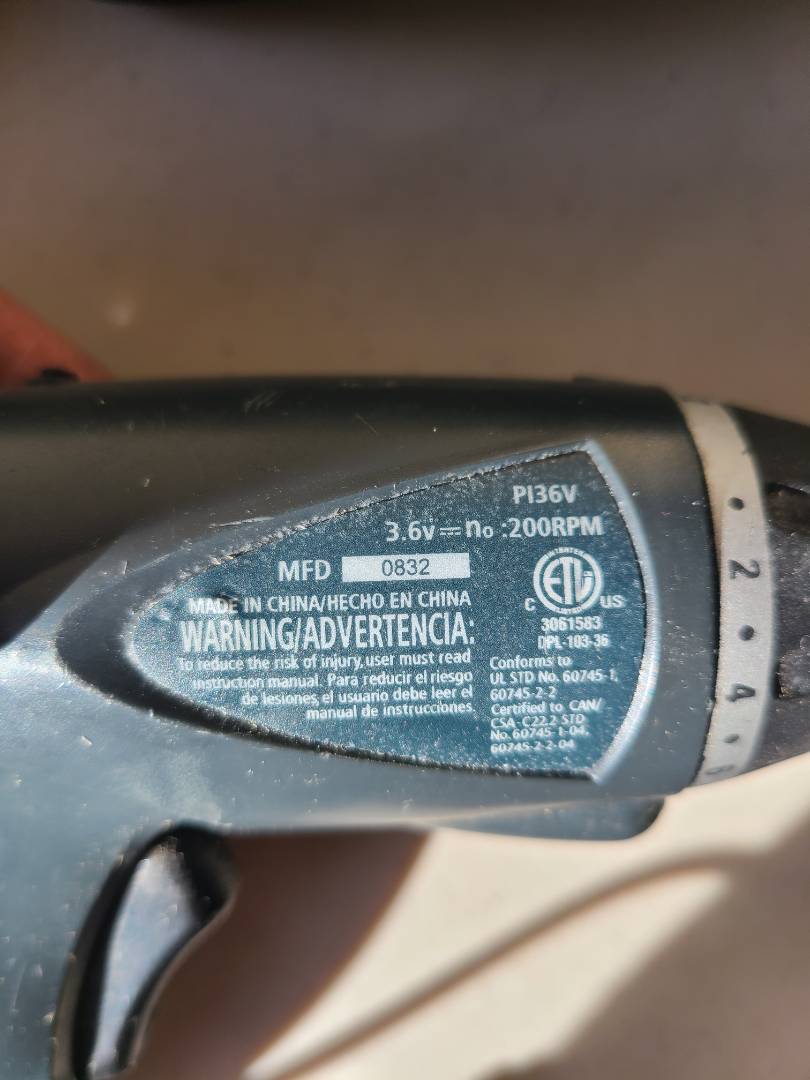 PI36V
3.6v⎓no :200RPM
MFD 0832
MADE IN CHINA/HECHO EN CHINA
WARNING/ADVERTENCIA:
To reduce the risk of injury,user must read
instruction manual. Para reducir el riesgo
de lesiones, el usuario debe leer el
manual de instrucciones.
ETL
C US
3061583
DPL-103-36
Conforms to
UL STD No. 60745-1,
60745-2-2
Certified to CAN/
CSA C22.2 STD
No.60745-1-04,
60745-2-2-04
2
4